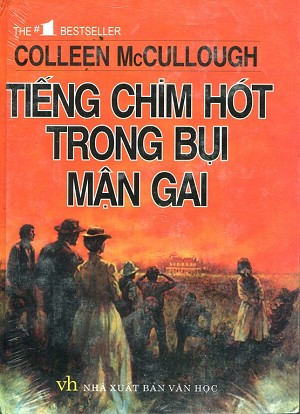 THE #1 BESTSELLER
COLLEEN McCULLOUGH
TIẾNG CHIM HÓT
TRONG BỤI
MẬN GAI
vh NHÀ XUẤT BẢN VĂN HỌC